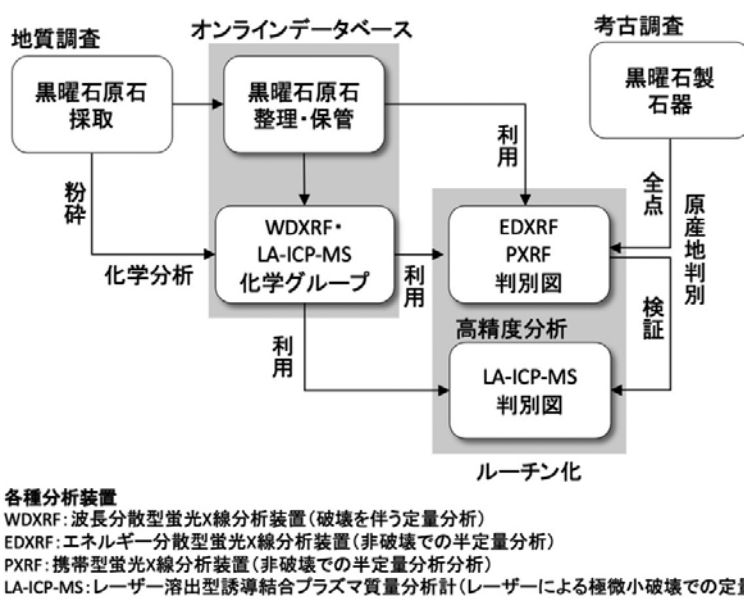 地質調査
オンラインデータベース
考古調査
黒曜石原石
採取
黒曜石原石
整理・保管
黒曜石製
石器
利用
粉砕
全点
原産地判別
WDXRF・
LA-ICP-MS
化学グループ
EDXRF
PXRF
判別図
化学分析
利用
検証
高精度分析
利用
LA-ICP-MS
判別図
ルーチン化
各種分析装置
WDXRF：波長分散型蛍光X線分析装置（破壊を伴う定量分析）
EDXRF：エネルギー分散型蛍光X線分析装置（非破壊での半定量分析）
PXRF：携帯型蛍光X線分析装置（非破壊での半定量分析分析）
LA-ICP-MS：レーザー溶出型誘導結合プラズマ質量分析計（レーザーによる極微小破壊での定量